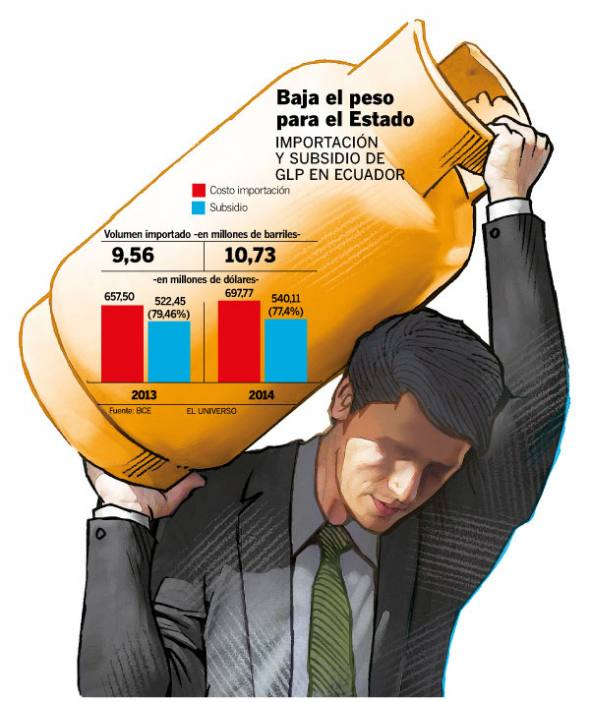 Baja el peso
para el Estado
IMPORTACIÓN
Y SUBSIDIO DE
GLP EN ECUADOR
Costo importación
Subsidio
Volumen importado -en millones de barriles-
9,56 10,73
-en millones de dólares-
657,50 522,45 697,77 540,11
(79,46%) (77,4%)
2013 2014
Fuente: BCE EL UNIVERSO